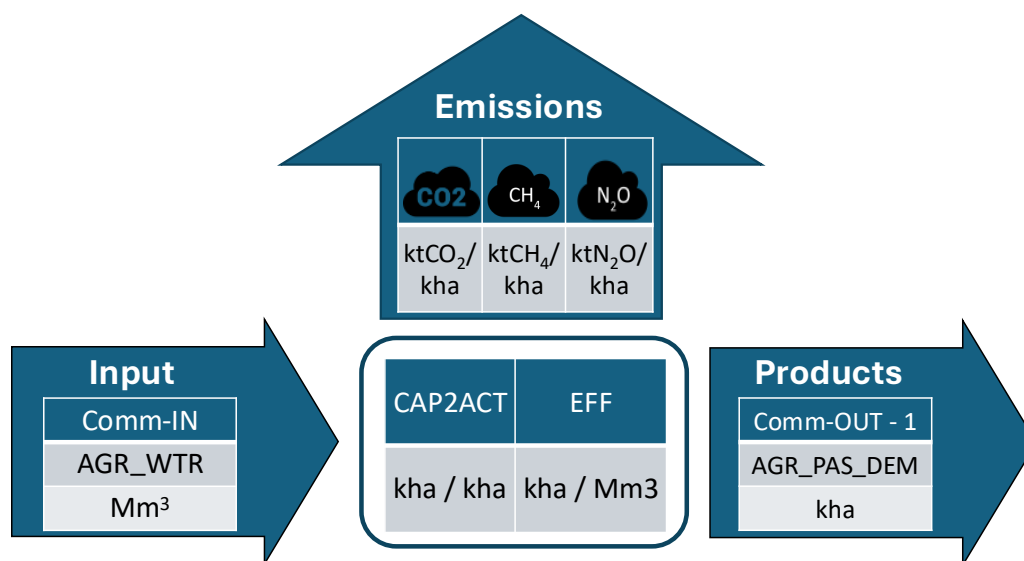 Emissions
CO2 CH₄ N₂O
ktCO₂/ ktCH₄/ ktN₂O/
kha kha kha
Input
Comm-IN
AGR_WTR
Mm³
CAP2ACT EFF
kha / kha kha / Mm3
Products
Comm-OUT - 1
AGR_PAS_DEM
kha